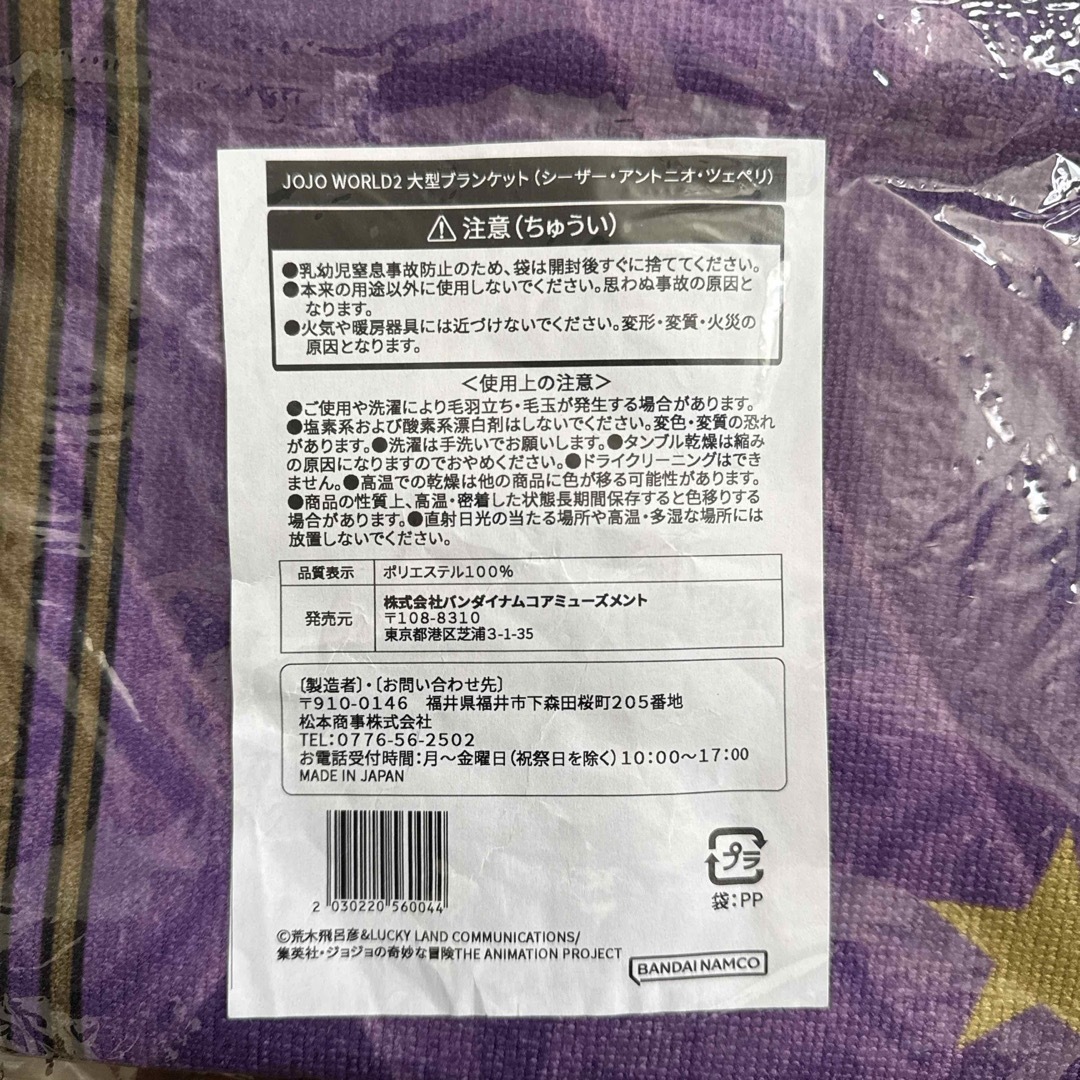 JOJO WORLD2 大型ブランケット（シーザー・アントニオ・ツェペリ）
⚠ 注意（ちゅうい）
●乳幼児窒息事故防止のため、袋は開封後すぐに捨ててください。
●本来の用途以外に使用しないでください。思わぬ事故の原因と
なります。
●火気や暖房器具には近づけないでください。変形・変質・火災の
原因となります。
＜使用上の注意＞
●ご使用や洗濯により毛羽立ち・毛玉が発生する場合があります。
●塩素系および酸素系漂白剤はしないでください。変色・変質の恐れ
があります。●洗濯は手洗いでお願いします。●タンブル乾燥は縮み
の原因になりますのでおやめください。●ドライクリーニングはでき
ません。●高温での乾燥は他の商品に色が移る可能性があります。
●商品の性質上、高温・密着した状態長期間保存すると色移りする
場合があります。●直射日光の当たる場所や高温・多湿な場所には
放置しないでください。
品質表示 ポリエステル100%
発売元 株式会社バンダイナムコアミューズメント
〒108-8310
東京都港区芝浦3-1-35
〔製造者〕・〔お問い合わせ先〕
〒910-0146 福井県福井市下森田桜町205番地
松本商事株式会社
TEL:0776-56-2502
お電話受付時間:月〜金曜日（祝祭日を除く）10:00〜17:00
MADE IN JAPAN
2 030220 560044
プラ
袋:PP
©荒木飛呂彦&LUCKY LAND COMMUNICATIONS/
集英社・ジョジョの奇妙な冒険THE ANIMATION PROJECT
BANDAI NAMCO